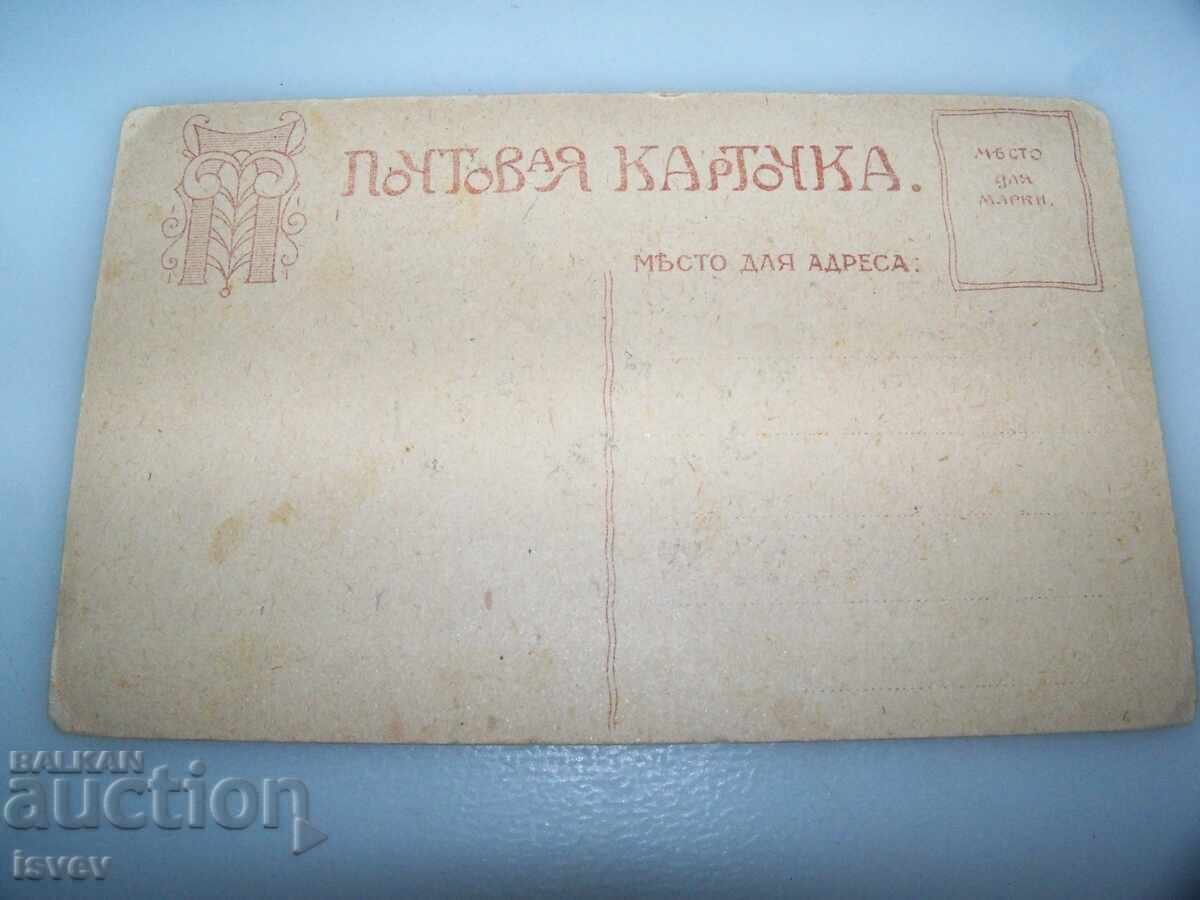 П
ПОЧТОВАЯ КАРТОЧКА.
МѢСТО
ДЛЯ
МАРКИ.
МѢСТО ДЛЯ АДРЕСА:
BALKAN
auction
isvev